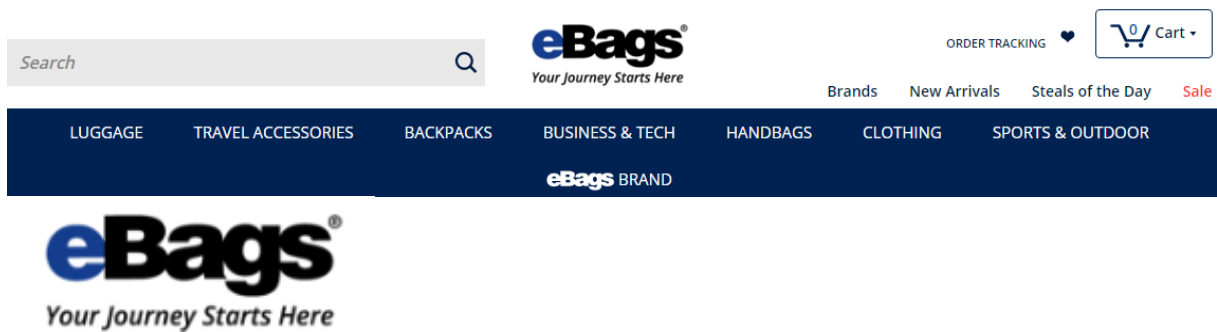 Search
eBags®
Your Journey Starts Here
ORDER TRACKING
0 Cart
Brands New Arrivals Steals of the Day Sale
LUGGAGE TRAVEL ACCESSORIES BACKPACKS BUSINESS & TECH HANDBAGS CLOTHING SPORTS & OUTDOOR
eBags BRAND
eBags®
Your Journey Starts Here